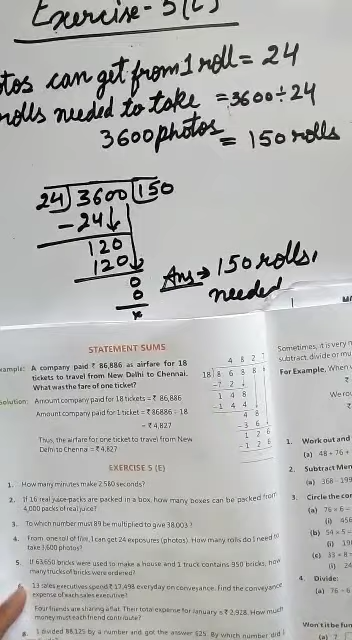 Exercise - 5(E)
tos can get from 1 roll = 24
rolls needed to take = 3600 ÷ 24
3600 photos = 150 rolls
24) 3600 (150
- 24
120
120
0
0
x
Ans → 150 rolls,
needed
STATEMENT SUMS
ample: A company paid ₹ 86,886 as airfare for 18
tickets to travel from New Delhi to Chennai.
What was the fare of one ticket?
Solution: Amount company paid for 18 tickets = ₹ 86,886
Amount company paid for 1 ticket = ₹ 86886 ÷ 18
= ₹ 4,827
Thus, the airfare for one ticket to travel from New
Delhi to Chennai = ₹ 4,827
4 8 2 7
18 8 6 8 8 6
- 7 2
1 4 8
- 1 4 4
4 8
- 3 6
1 2 6
- 1 2 6
EXERCISE 5 (E)
1. How many minutes make 2,580 seconds?
2. If 16 real juice packs are packed in a box, how many boxes can be packed from
4,000 packs of real juice?
3. To which number must 89 be multiplied to give 38,003 ?
4. From one roll of film, I can get 24 exposures (photos). How many rolls do I need to
take 3,600 photos?
5. If 63,650 bricks were used to make a house and 1 truck contains 950 bricks, how
many trucks of bricks were ordered?
13 sales executives spend ₹ 17,498 everyday on conveyance. Find the conveyance
expense of each sales executive?
Four friends are sharing a flat. Their total expense for January is ₹ 2,928. How much
money must each friend contribute?
8. I divided 88,125 by a number and got the answer 625. By which number did I
MA
Sometimes, it is very
subtract, divide or mu
For Example, When
₹
We rou
₹
1. Work out and
(a) 48 + 76 +
2. Subtract Men
(a) 368 - 199
3. Circle the cor
(a) 76 × 6 =
(i) 456
(b) 54 × 5
(i)
(c) 33 × 8
(i) 24
4. Divide:
(a) 76 ÷ 6
Won't it be fun
(a)